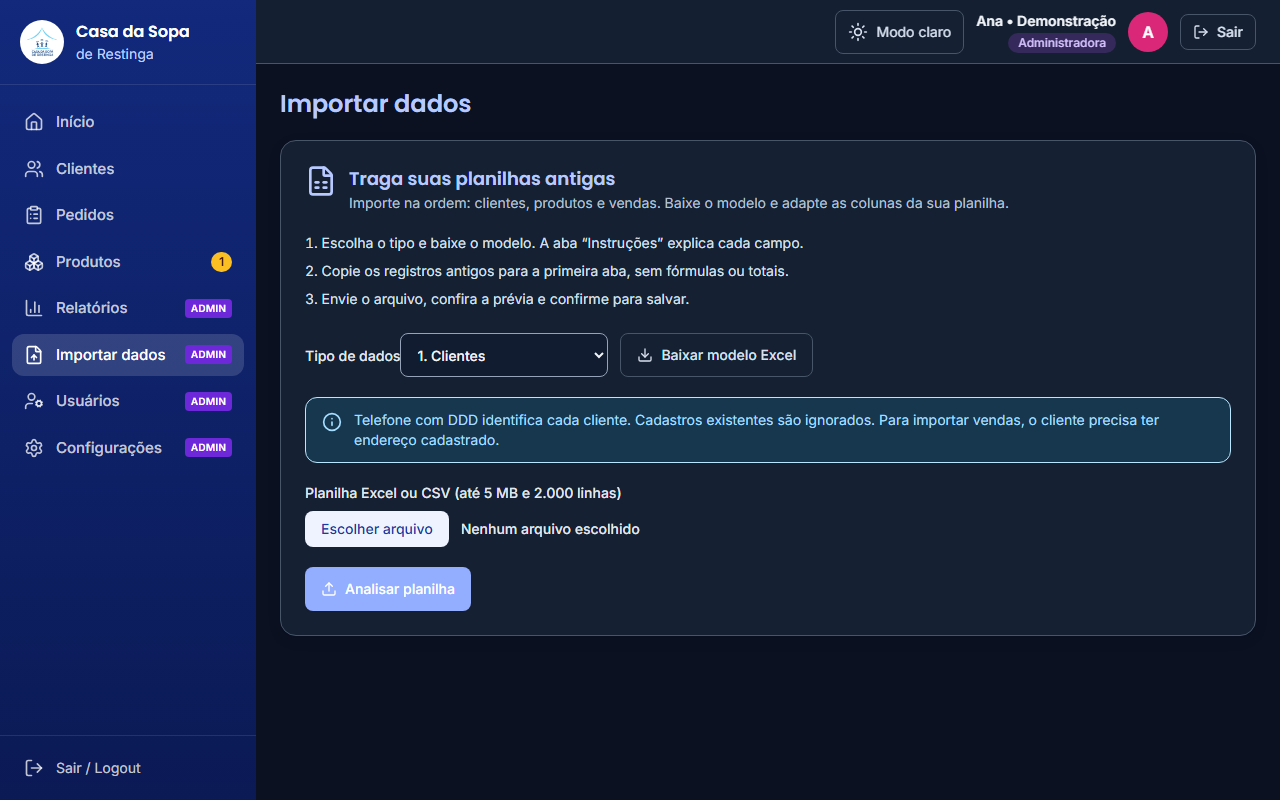 Casa da Sopa
de Restinga
Modo claro
Ana • Demonstração
Administradora
A
Sair
Início
Clientes
Pedidos
Produtos
1
Relatórios
ADMIN
Importar dados
ADMIN
Usuários
ADMIN
Configurações
ADMIN
Sair / Logout
Importar dados
Traga suas planilhas antigas
Importe na ordem: clientes, produtos e vendas. Baixe o modelo e adapte as colunas da sua planilha.
1. Escolha o tipo e baixe o modelo. A aba “Instruções” explica cada campo.
2. Copie os registros antigos para a primeira aba, sem fórmulas ou totais.
3. Envie o arquivo, confira a prévia e confirme para salvar.
Tipo de dados
1. Clientes
Baixar modelo Excel
Telefone com DDD identifica cada cliente. Cadastros existentes são ignorados. Para importar vendas, o cliente precisa ter
endereço cadastrado.
Planilha Excel ou CSV (até 5 MB e 2.000 linhas)
Escolher arquivo
Nenhum arquivo escolhido
Analisar planilha